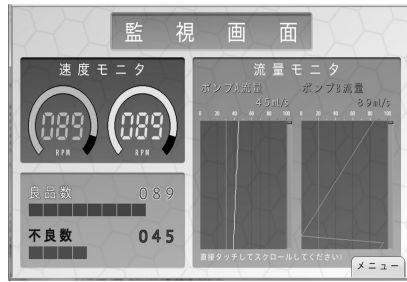 監視画面
速度モニタ
089
RPM
089
RPM
良品数 089
不良数 045
流量モニタ
ポンプA流量
45ml/s
0 20 40 60 80 100
ポンプB流量
89ml/s
0 20 40 60 80 100
直接タッチしてスクロールしてください!
メニュー